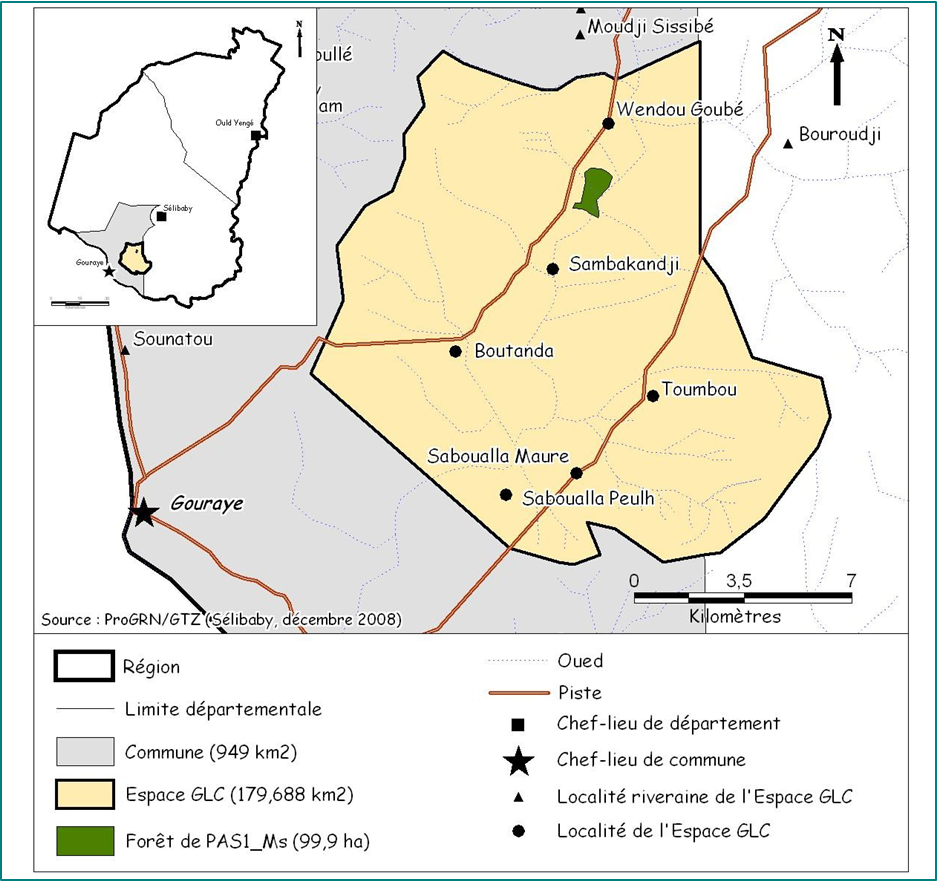 N
Ould Yengé
Sélibaby
Gouraye
Moudji Sissibé
Wendou Goubé
N
Bouroudji
Sambakandji
Sounatou
Boutanda
Toumbou
Saboualla Maure
Saboualla Peulh
Gouraye
0 3,5 7
Kilomètres
Source : ProGRN/GTZ (Sélibaby, décembre 2008)
Région
Limite départementale
Commune (949 km2)
Espace GLC (179,688 km2)
Forêt de PAS1_Ms (99,9 ha)
Oued
Piste
Chef-lieu de département
Chef-lieu de commune
Localité riveraine de l'Espace GLC
Localité de l'Espace GLC